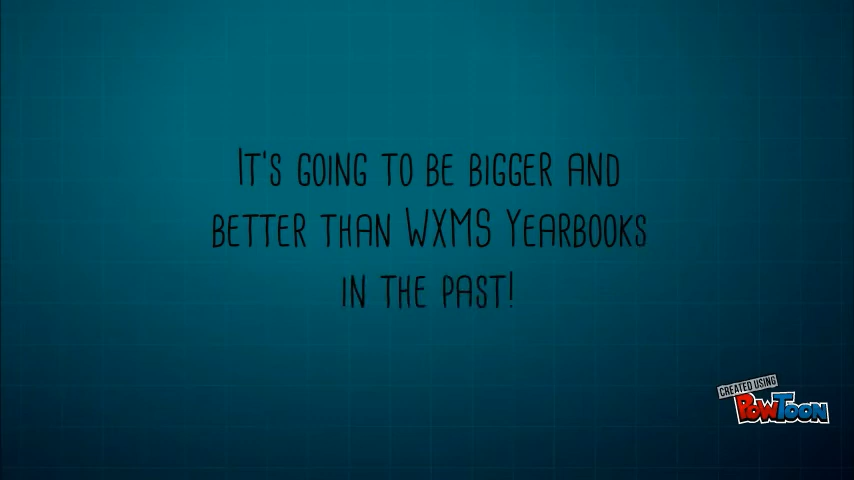 It's going to be bigger and
better than WXMS Yearbooks
in the past!
CREATED USING
PowToon